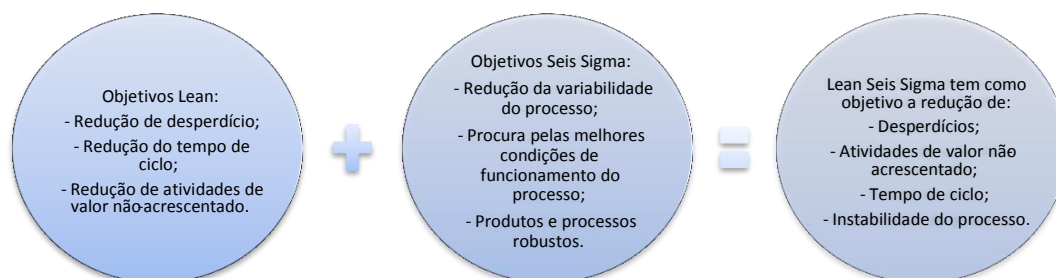 Objetivos Lean:
- Redução de desperdício;
- Redução do tempo de
ciclo;
- Redução de atividades de
valor não-acrescentado.
Objetivos Seis Sigma:
- Redução da variabilidade
do processo;
- Procura pelas melhores
condições de
funcionamento do
processo;
- Produtos e processos
robustos.
Lean Seis Sigma tem como
objetivo a redução de:
- Desperdícios;
- Atividades de valor não-
acrescentado;
- Tempo de ciclo;
- Instabilidade do processo.